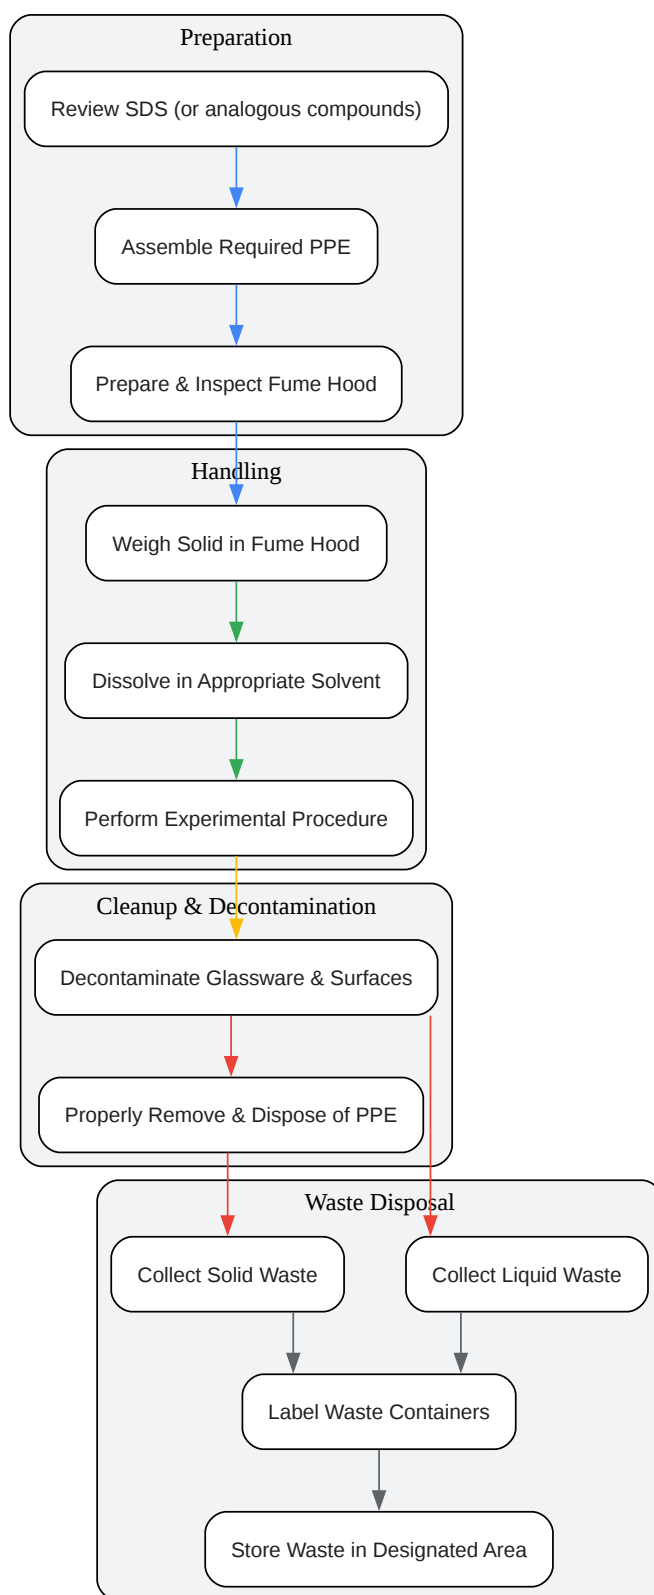 Preparation
Review SDS (or analogous compounds)
Assemble Required PPE
Prepare & Inspect Fume Hood
Handling
Weigh Solid in Fume Hood
Dissolve in Appropriate Solvent
Perform Experimental Procedure
Cleanup & Decontamination
Decontaminate Glassware & Surfaces
Properly Remove & Dispose of PPE
Waste Disposal
Collect Solid Waste
Collect Liquid Waste
Label Waste Containers
Store Waste in Designated Area